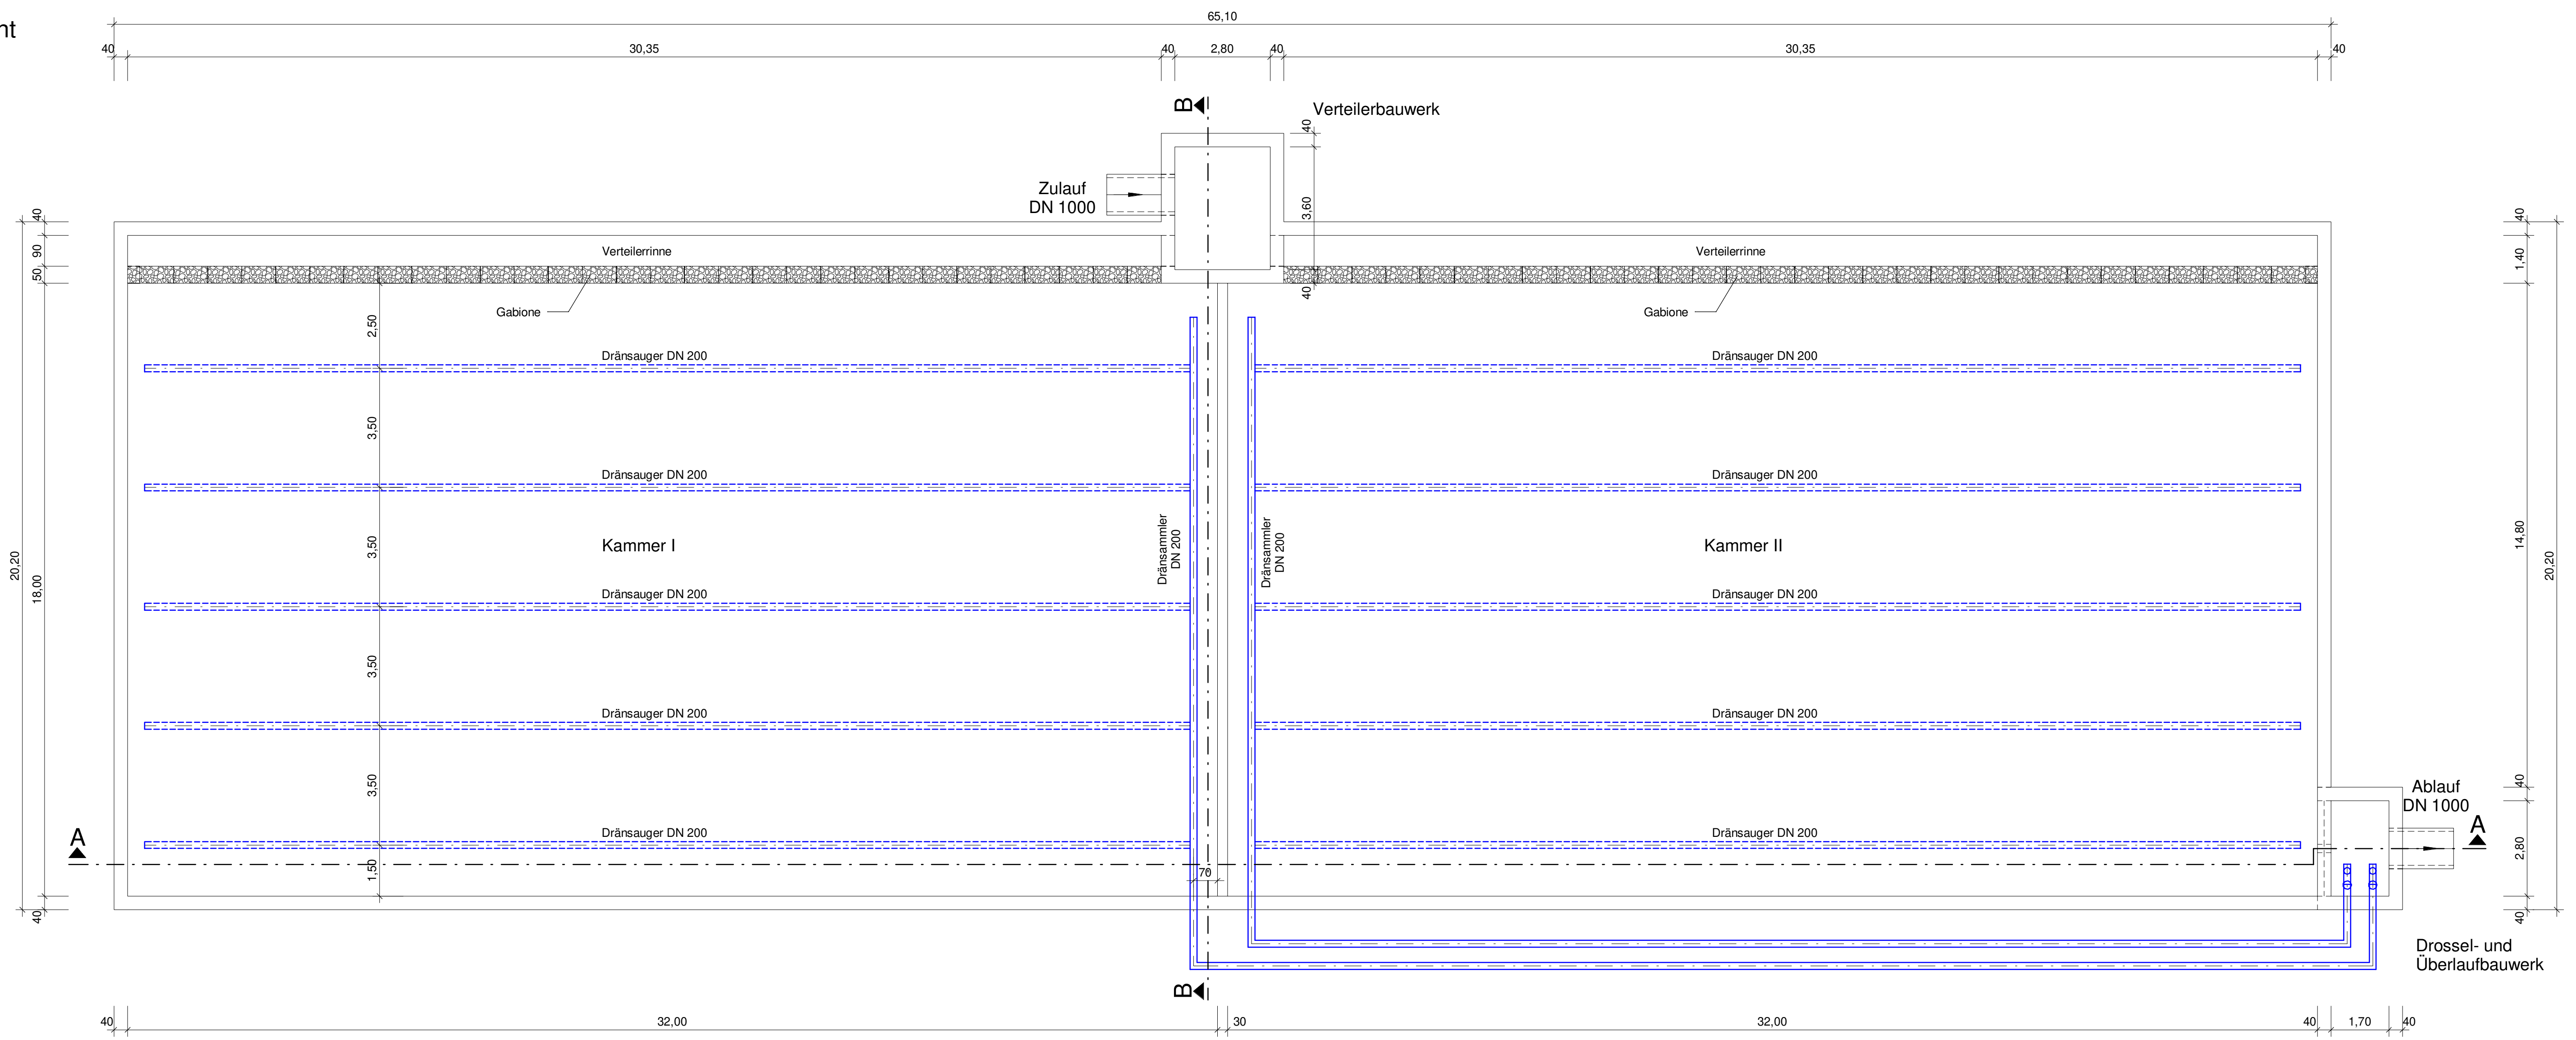 nt
65,10
40
30,35
40
2,80
40
30,35
40
B
Verteilerbauwerk
40
3,60
40
Zulauf
DN 1000
40
90
50
20,20
18,00
40
Verteilerrinne
Verteilerrinne
Gabione
Gabione
40
1,40
14,80
20,20
40
2,80
40
2,50
3,50
3,50
3,50
3,50
1,50
Dränsauger DN 200
Dränsauger DN 200
Dränsauger DN 200
Dränsauger DN 200
Kammer I
Dränsammler
DN 200
Dränsammler
DN 200
Kammer II
Dränsauger DN 200
Dränsauger DN 200
Dränsauger DN 200
Dränsauger DN 200
Dränsauger DN 200
Dränsauger DN 200
Ablauf
DN 1000
A
A
70
Drossel- und
Überlaufbauwerk
B
40
32,00
30
32,00
40
1,70
40